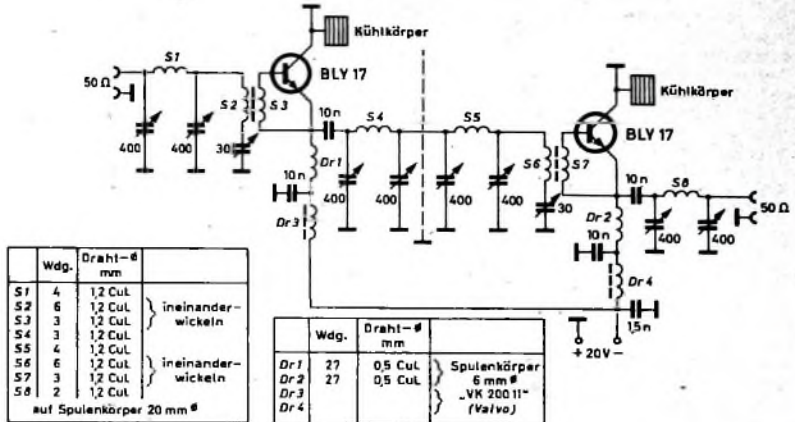 Kühlkörper
S1
BLY 17
50 Ω
Kühlkörper
S2
S3
10n
S4
S5
BLY 17
400
400
30
Dr1
S6
S7
10n
S8
10n
400
400
400
400
30
Dr2
50 Ω
Dr3
10n
400
400
Dr4
1,5n
+ 20V -
Wdg. Draht-ø mm
S1 4 1,2 CuL
S2 6 1,2 CuL
S3 3 1,2 CuL
ineinander-
wickeln
S4 3 1,2 CuL
S5 4 1,2 CuL
S6 6 1,2 CuL
S7 3 1,2 CuL
ineinander-
wickeln
S8 2 1,2 CuL
auf Spulenkörper 20 mm ø
Wdg. Draht-ø mm
Dr1 27 0,5 CuL
Dr2 27 0,5 CuL
Spulenkörper
6 mm ø
Dr3
Dr4
„VK 200 II"
(Valvo)